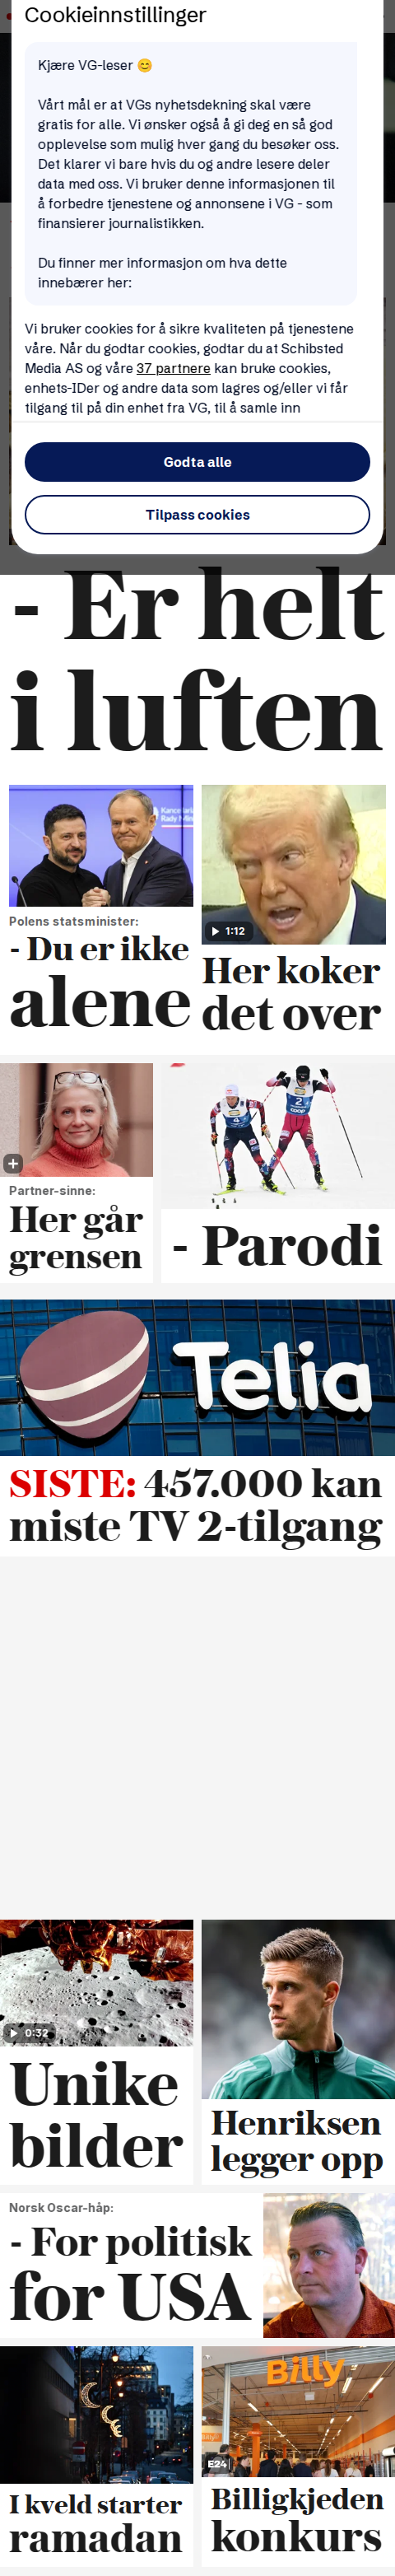 Cookieinnstillinger
Kjære VG-leser 😊
Vårt mål er at VGs nyhetsdekning skal være
gratis for alle. Vi ønsker også å gi deg en så god
opplevelse som mulig hver gang du besøker oss.
Det klarer vi bare hvis du og andre lesere deler
data med oss. Vi bruker denne informasjonen til
å forbedre tjenestene og annonsene i VG - som
finansierer journalistikken.
Du finner mer informasjon om hva dette
innebærer her:
Vi bruker cookies for å sikre kvaliteten på tjenestene
våre. Når du godtar cookies, godtar du at Schibsted
Media AS og våre 37 partnere kan bruke cookies,
enhets-IDer og andre data som lagres og/eller vi får
tilgang til på din enhet fra VG, til å samle inn
Godta alle
Tilpass cookies
- Er helt
i luften
Kancelaria
Rady Mini
Polens statsminister:
- Du er ikke
alene
1:12
Her koker
det over
Partner-sinne:
Her går
grensen
4
2
coop
- Parodi
Telia
SISTE: 457.000 kan
miste TV 2-tilgang
0:32
Unike
bilder
Henriksen
legger opp
Norsk Oscar-håp:
- For politisk
for USA
I kveld starter
ramadan
Billy
E24
Billigkjeden
konkurs